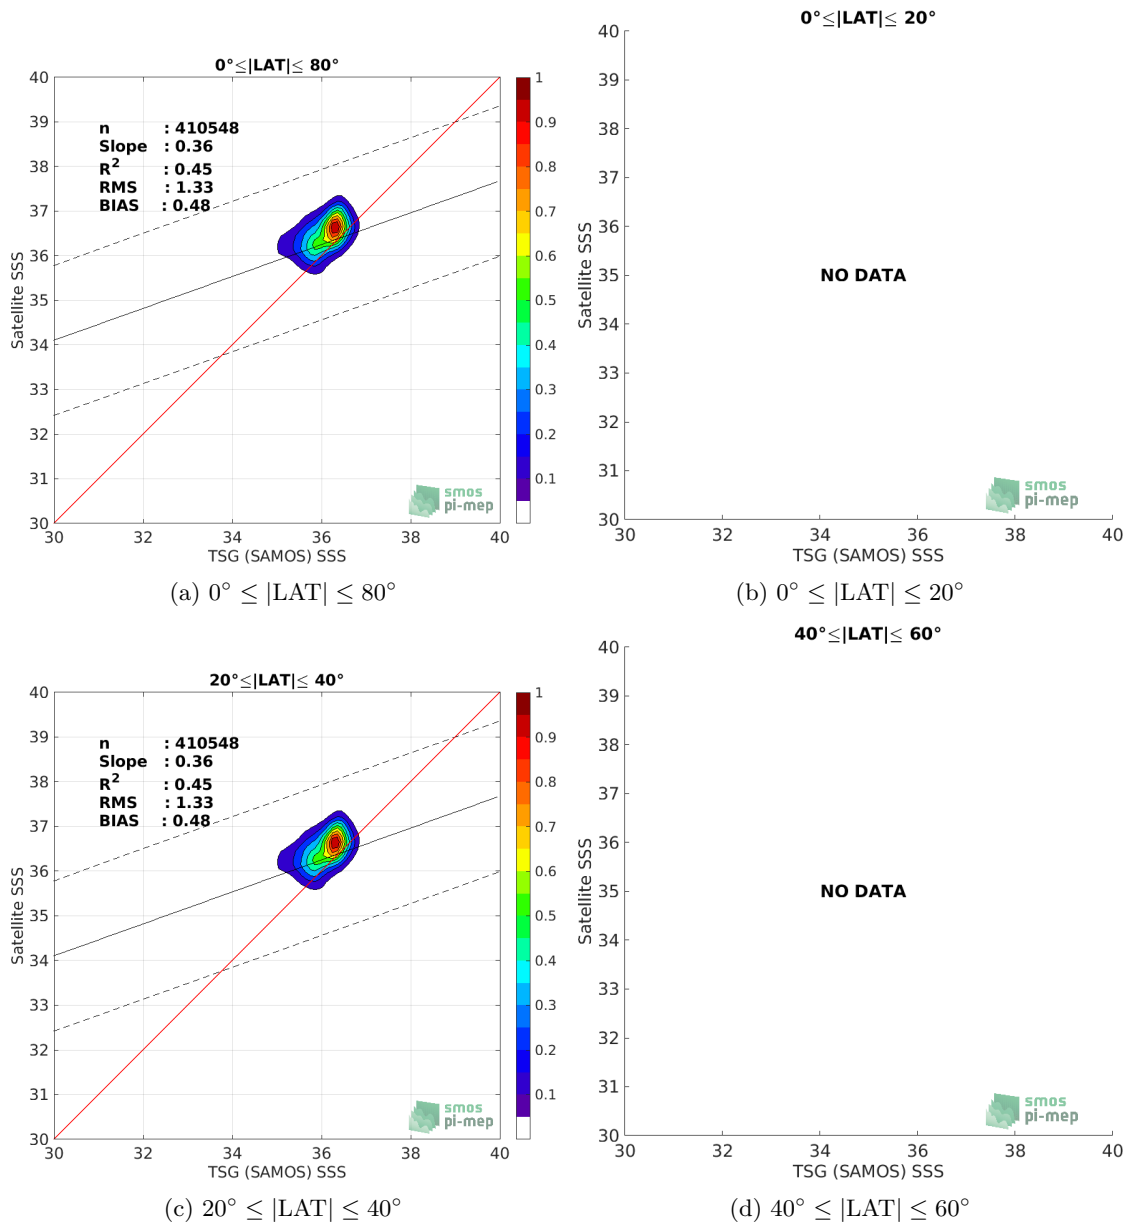 0°≤|LAT|≤ 80°
40
39
38
37
36
35
34
33
32
31
30
30 32 34 36 38 40
n : 410548
Slope : 0.36
R² : 0.45
RMS : 1.33
BIAS : 0.48
Satellite SSS
TSG (SAMOS) SSS
1
0.9
0.8
0.7
0.6
0.5
0.4
0.3
0.2
0.1
smos
pi-mep
(a) 0° ≤ |LAT| ≤ 80°
0°≤|LAT|≤ 20°
40
39
38
37
36
35
34
33
32
31
30
30 32 34 36 38 40
NO DATA
Satellite SSS
TSG (SAMOS) SSS
smos
pi-mep
(b) 0° ≤ |LAT| ≤ 20°
20°≤|LAT|≤ 40°
40
39
38
37
36
35
34
33
32
31
30
30 32 34 36 38 40
n : 410548
Slope : 0.36
R² : 0.45
RMS : 1.33
BIAS : 0.48
Satellite SSS
TSG (SAMOS) SSS
1
0.9
0.8
0.7
0.6
0.5
0.4
0.3
0.2
0.1
smos
pi-mep
(c) 20° ≤ |LAT| ≤ 40°
40°≤|LAT|≤ 60°
40
39
38
37
36
35
34
33
32
31
30
30 32 34 36 38 40
NO DATA
Satellite SSS
TSG (SAMOS) SSS
smos
pi-mep
(d) 40° ≤ |LAT| ≤ 60°